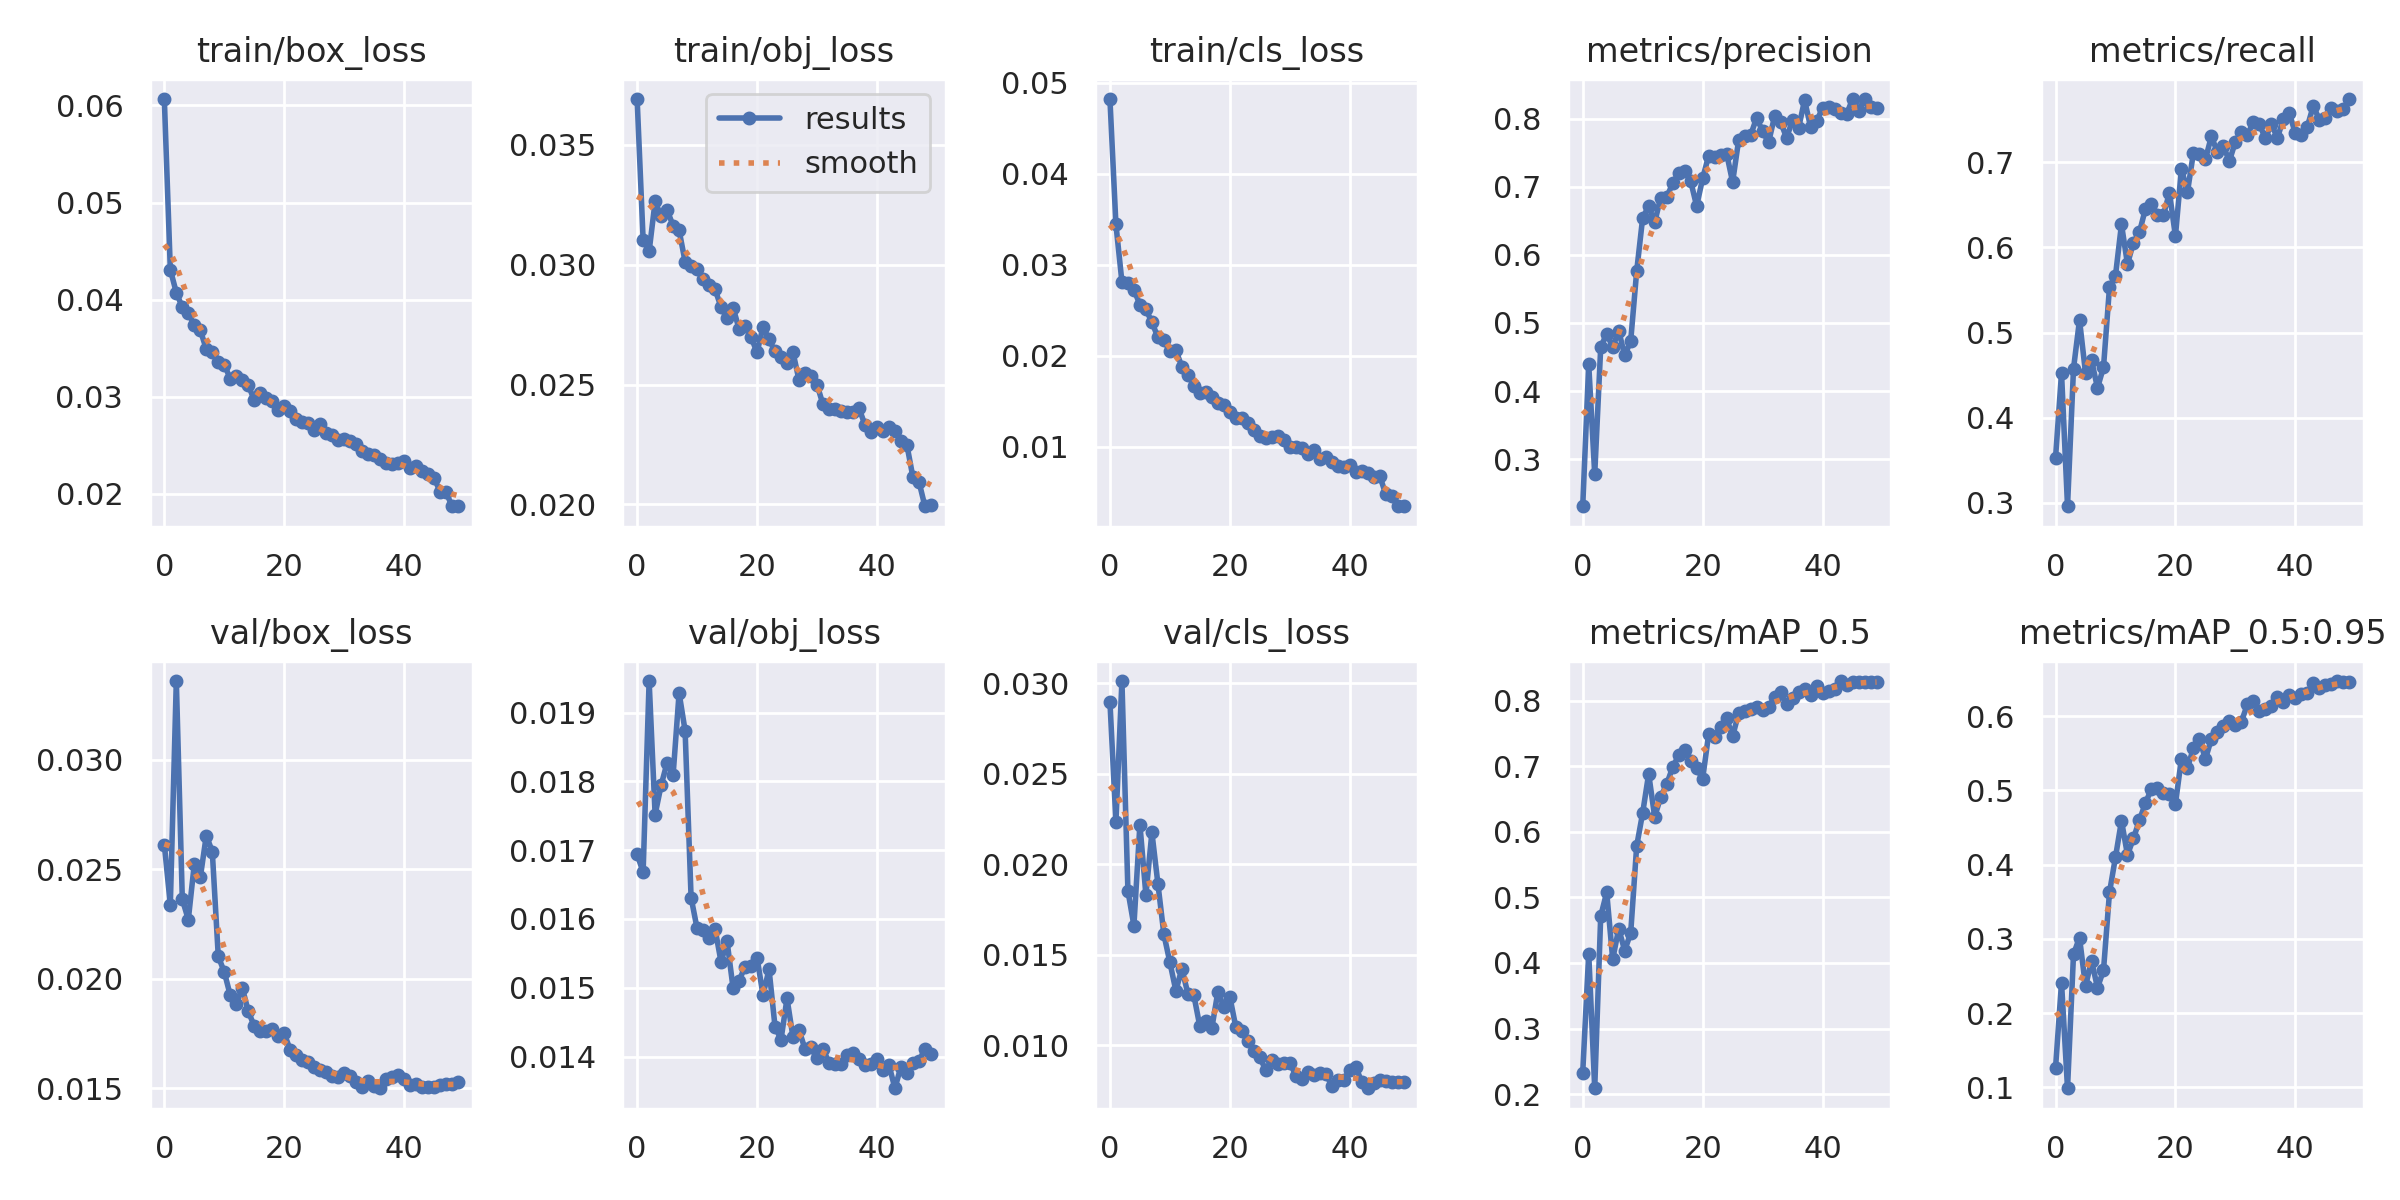 train/box_loss
0.06
0.05
0.04
0.03
0.02
0 20 40
train/obj_loss
results
smooth
0.035
0.030
0.025
0.020
0 20 40
train/cls_loss
0.05
0.04
0.03
0.02
0.01
0 20 40
metrics/precision
0.8
0.7
0.6
0.5
0.4
0.3
0 20 40
metrics/recall
0.7
0.6
0.5
0.4
0.3
0 20 40
val/box_loss
0.030
0.025
0.020
0.015
0 20 40
val/obj_loss
0.019
0.018
0.017
0.016
0.015
0.014
0 20 40
val/cls_loss
0.030
0.025
0.020
0.015
0.010
0 20 40
metrics/mAP_0.5
0.8
0.7
0.6
0.5
0.4
0.3
0.2
0 20 40
metrics/mAP_0.5:0.95
0.6
0.5
0.4
0.3
0.2
0.1
0 20 40